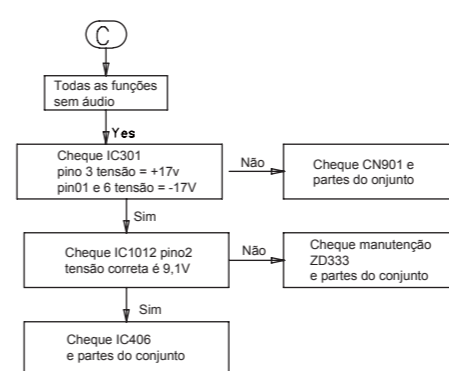 C
Todas as funções
sem áudio
Yes
Cheque IC301
pino 3 tensão = +17v
pin01 e 6 tensão = -17V
Não
Cheque CN901 e
partes do onjunto
Sim
Cheque IC1012 pino2
tensão correta é 9,1V
Não
Cheque manutenção
ZD333
e partes do conjunto
Sim
Cheque IC406
e partes do conjunto